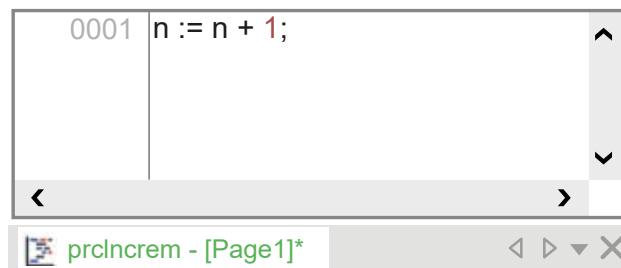 0001 n := n + 1;
prcIncrem - [Page1]*